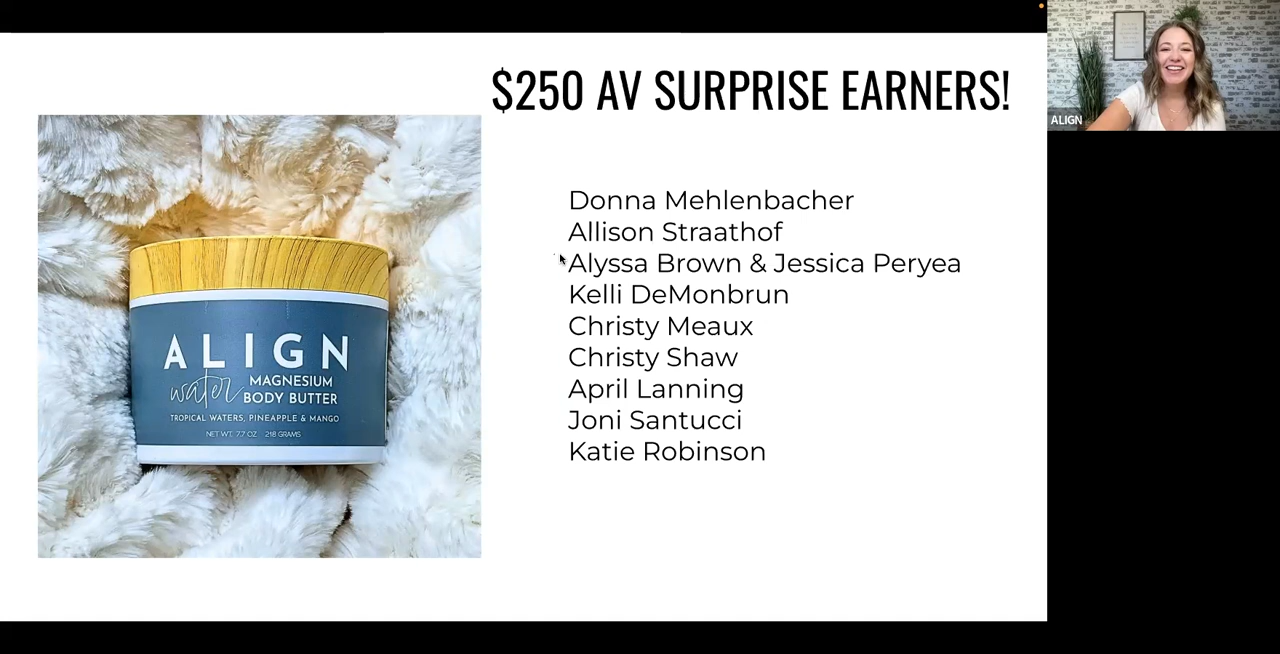 $250 AV SURPRISE EARNERS!
ALIGN
Donna Mehlenbacher
Allison Straathof
Alyssa Brown & Jessica Peryea
Kelli DeMonbrun
Christy Meaux
Christy Shaw
April Lanning
Joni Santucci
Katie Robinson
ALIGN
water MAGNESIUM
BODY BUTTER
TROPICAL WATERS, PINEAPPLE & MANGO
NET WT. 7.7 OZ 218 GRAMS